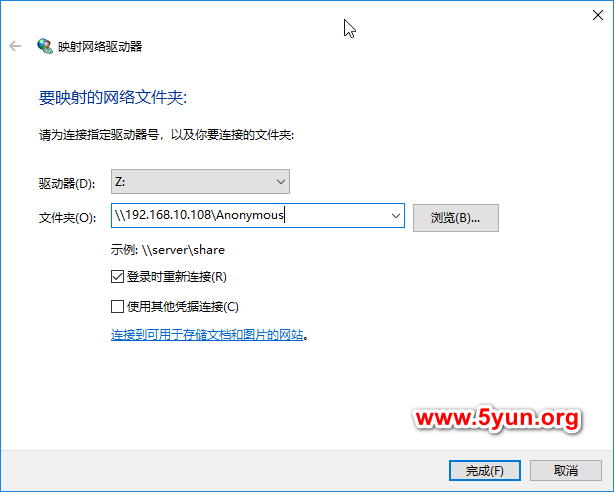 映射网络驱动器
要映射的网络文件夹:
请为连接指定驱动器号，以及你要连接的文件夹:
驱动器(D): Z:
文件夹(O): \\192.168.10.108\Anonymous 浏览(B)...
示例: \\server\share
登录时重新连接(R)
使用其他凭据连接(C)
连接到可用于存储文档和图片的网站。
www.5yun.org
完成(F) 取消